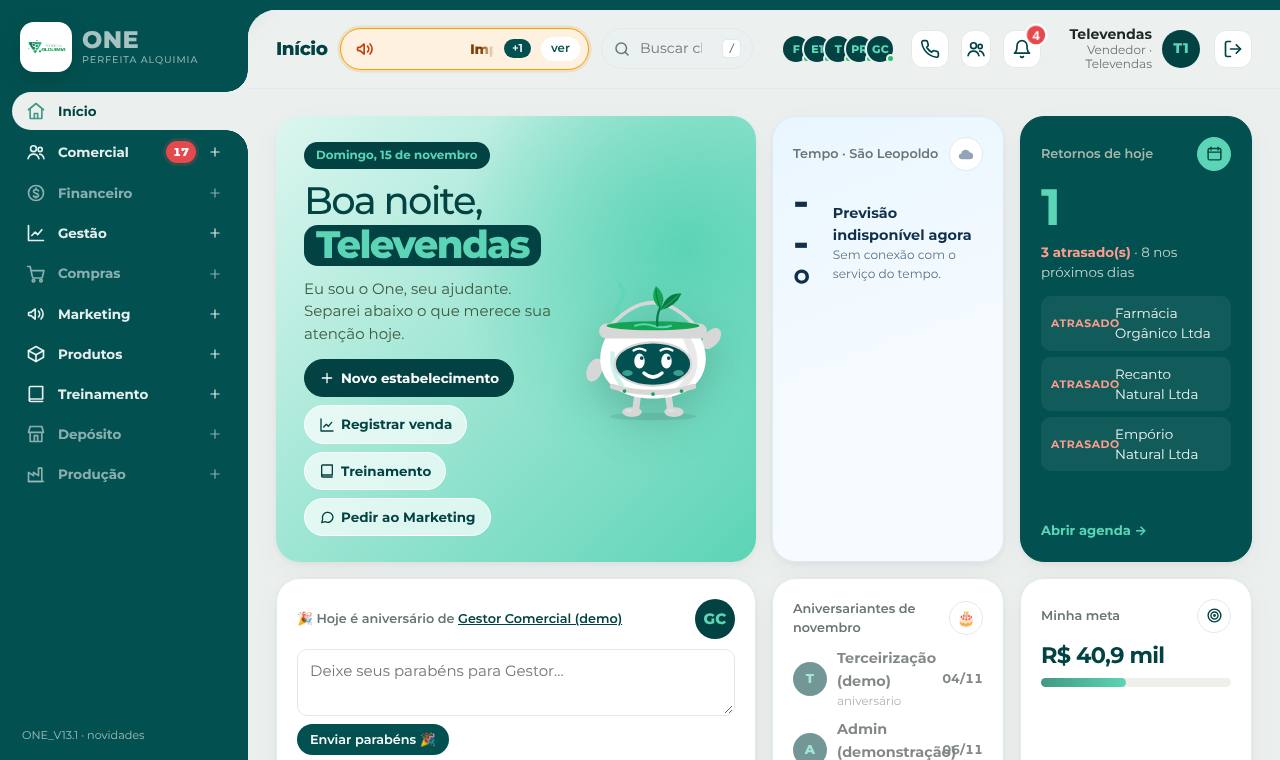 ONE
PERFEITA ALQUIMIA
Início
Comercial 17 +
Financeiro +
Gestão +
Compras +
Marketing +
Produtos +
Treinamento +
Depósito +
Produção +
ONE_V13.1 · novidades
Início
+1 ver
/
F
T
GC
4
Televendas
Vendedor ·
Televendas
T1
Domingo, 15 de novembro
Boa noite,
Televendas
Eu sou o One, seu ajudante.
Separei abaixo o que merece sua
atenção hoje.
+ Novo estabelecimento
Registrar venda
Treinamento
Pedir ao Marketing
Tempo · São Leopoldo
--°
Previsão
indisponível agora
Sem conexão com o
serviço do tempo.
Retornos de hoje
1
3 atrasado(s) · 8 nos
próximos dias
ATRASADO Farmácia
Orgânico Ltda
ATRASADO Recanto
Natural Ltda
ATRASADO Empório
Natural Ltda
Abrir agenda →
🎉 Hoje é aniversário de Gestor Comercial (demo)
GC
Deixe seus parabéns para Gestor...
Enviar parabéns 🎉
Aniversariantes de
novembro
T
Terceirização
(demo) 04/11
aniversário
A
Admin
(demonstração) 06/11
Minha meta
R$ 40,9 mil